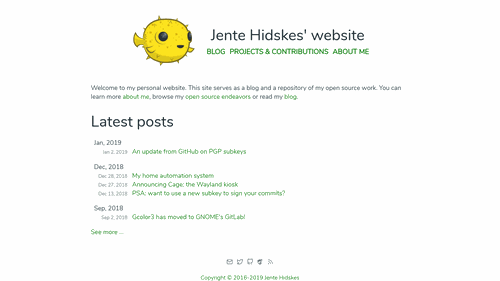 Jente Hidskes' website
BLOG PROJECTS & CONTRIBUTIONS ABOUT ME
Welcome to my personal website. This site serves as a blog and a repository of my open source work. You can
learn more about me, browse my open source endeavors or read my blog.
Latest posts
Jan, 2019
Jan 2, 2019 An update from GitHub on PGP subkeys
Dec, 2018
Dec 28, 2018 My home automation system
Dec 27, 2018 Announcing Cage: the Wayland kiosk
Dec 13, 2018 PSA: want to use a new subkey to sign your commits?
Sep, 2018
Sep 2, 2018 Gcolor3 has moved to GNOME's GitLab!
See more ...
Copyright © 2016-2019 Jente Hidskes